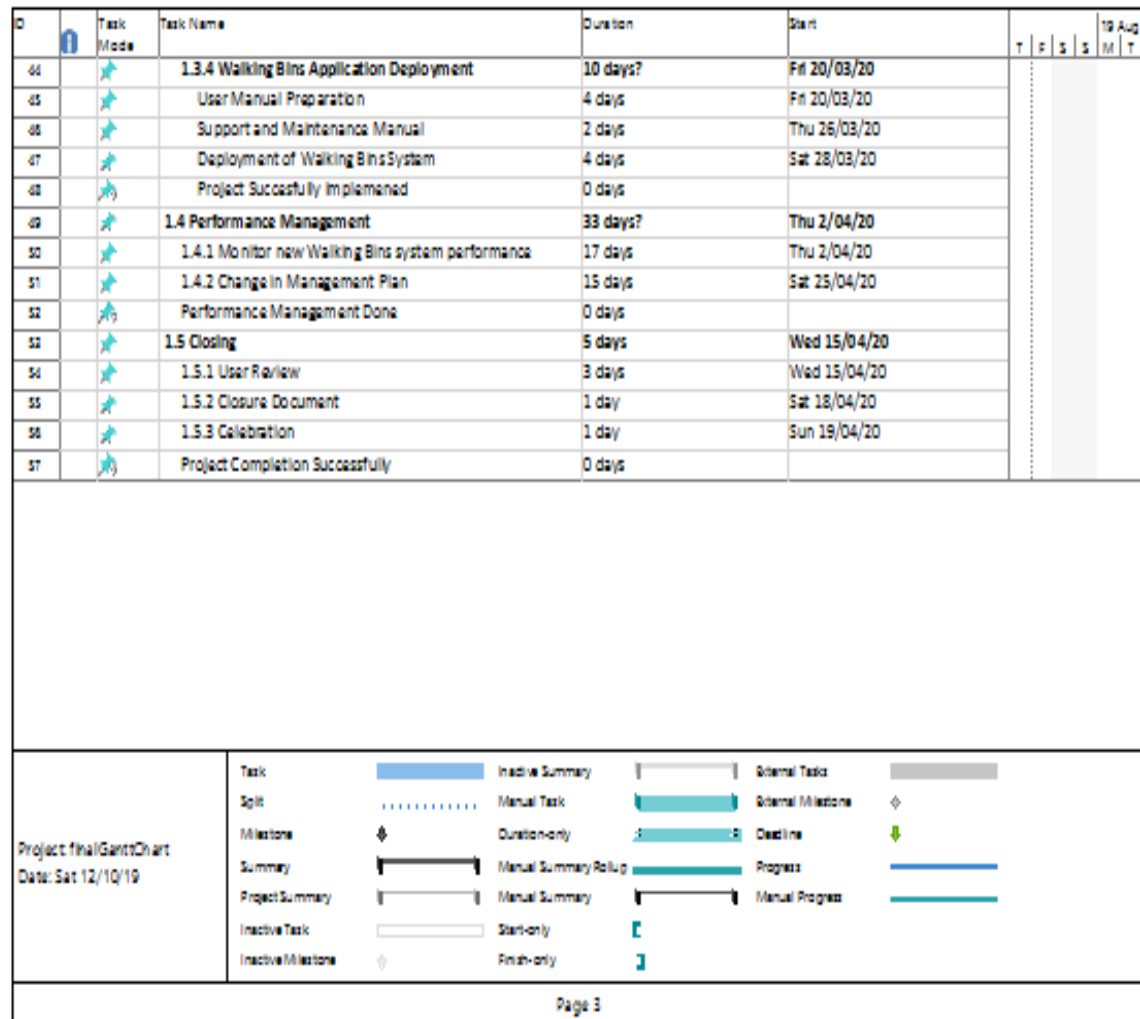 ID Task Mode Task Name Duration Start 19 Aug
T F S S M T
44 1.3.4 Walking Bins Application Deployment 10 days? Fri 20/03/20
45 User Manual Preparation 4 days Fri 20/03/20
46 Support and Maintenance Manual 2 days Thu 26/03/20
47 Deployment of Walking Bins System 4 days Sat 28/03/20
48 Project Succesfully Implemened 0 days
49 1.4 Performance Management 33 days? Thu 2/04/20
50 1.4.1 Monitor new Walking Bins system performance 17 days Thu 2/04/20
51 1.4.2 Change in Management Plan 15 days Sat 25/04/20
52 Performance Management Done 0 days
53 1.5 Closing 5 days Wed 15/04/20
54 1.5.1 User Review 3 days Wed 15/04/20
55 1.5.2 Closure Document 1 day Sat 18/04/20
56 1.5.3 Celebration 1 day Sun 19/04/20
57 Project Completion Successfully 0 days
Project: finalGanttChart
Date: Sat 12/10/19
Task Inactive Summary External Tasks
Split Manual Task External Milestone
Milestone Duration-only Deadline
Summary Manual Summary Rollup Progress
Project Summary Manual Summary Manual Progress
Inactive Task Start-only
Inactive Milestone Finish-only
Page 3